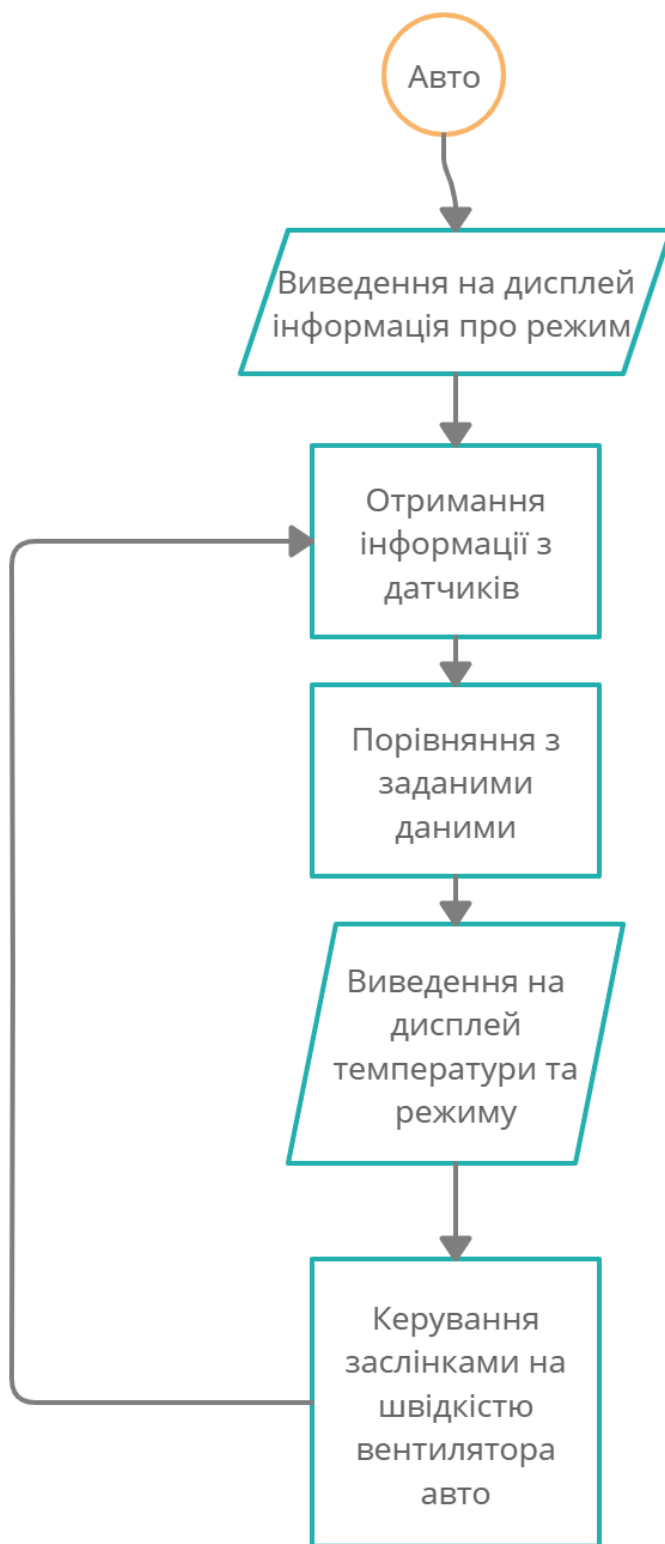 Авто
Виведення на дисплей
інформація про режим
Отримання
інформації з
датчиків
Порівняння з
заданими
даними
Виведення на
дисплей
температури та
режиму
Керування
заслінками на
швідкістю
вентилятора
авто